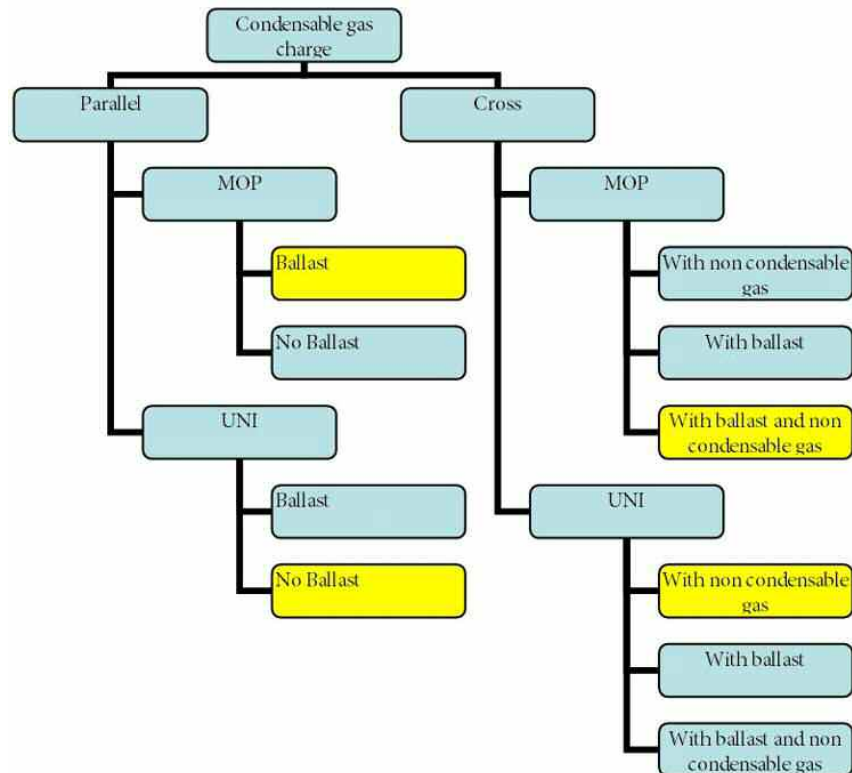 Condensable gas
charge
Parallel
Cross
MOP
MOP
Ballast
With non condensable
gas
No Ballast
With ballast
UNI
With ballast and non
condensable gas
Ballast
UNI
No Ballast
With non condensable
gas
With ballast
With ballast and non
condensable gas